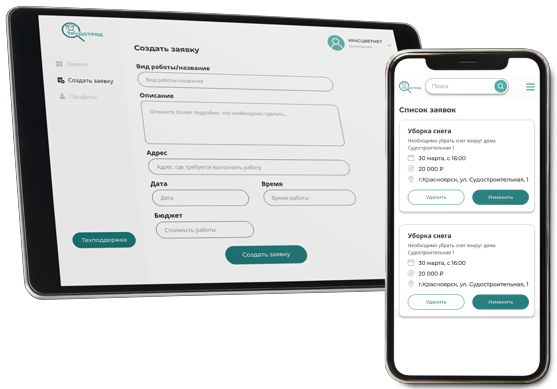 ТРУДОТРЯД
Создать заявку
КРАСЦВЕТМЕТ
Компания
Заявки
Создать заявку
Профиль
Вид работы/название
Вид работы/название
Описание
Опишите более подробно, что необходимо сделать...
Адрес
Адрес, где требуется выполнить работу
Дата
Время
Дата
Время работы
Бюджет
Стоимость работы
Техподдержка
Создать заявку
Поиск
Список заявок
Уборка снега
Необходимо убрать снег вокруг дома
Судостроительная 1
30 марта, с 16:00
20 000 ₽
г.Красноярск, ул. Судостроительная, 1
Удалить
Изменить
Уборка снега
Необходимо убрать снег вокруг дома
Судостроительная 1
30 марта, с 16:00
20 000 ₽
г.Красноярск, ул. Судостроительная, 1
Удалить
Изменить